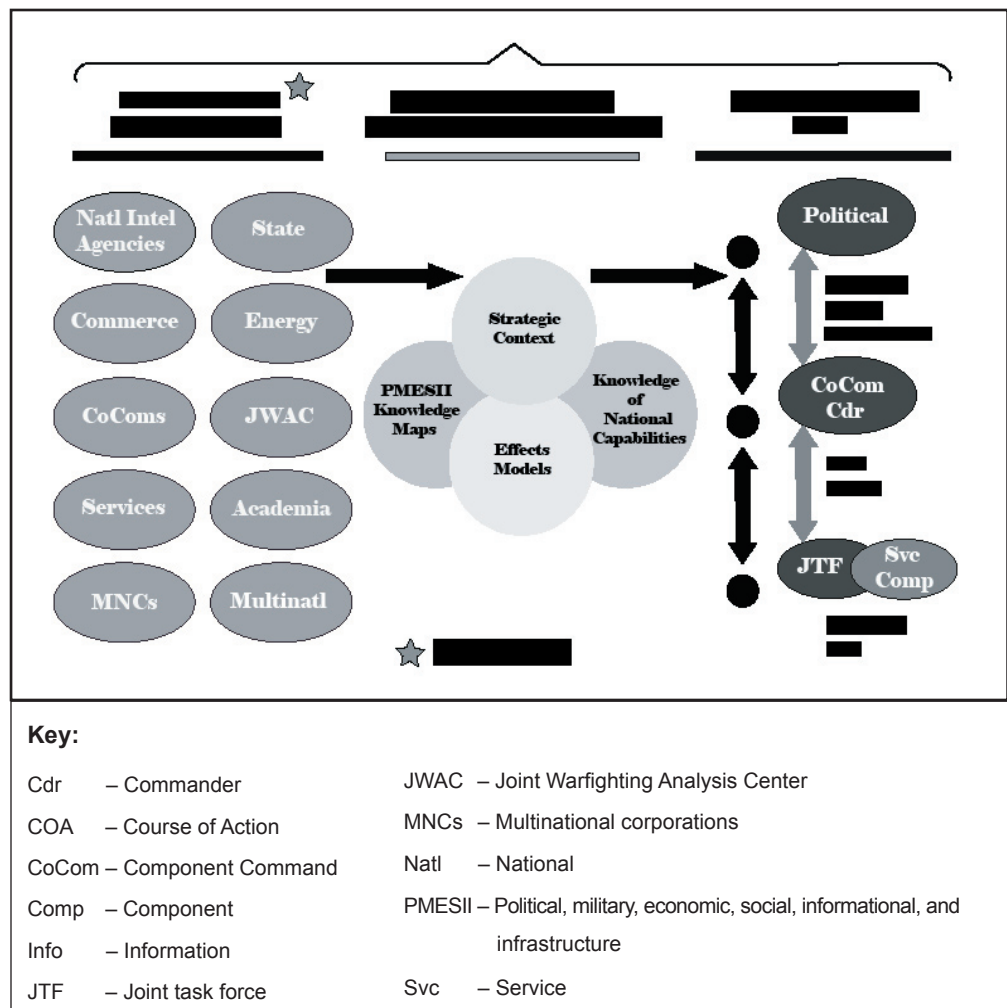 Natl Intel
Agencies
State
Commerce
Energy
CoComs
JWAC
Services
Academia
MNCs
Multinatl
Strategic
Context
PMESII
Knowledge
Maps
Knowledge
of
National
Capabilities
Effects
Models
Political
CoCom
Cdr
JTF
Svc
Comp
Key:
Cdr – Commander
COA – Course of Action
CoCom – Component Command
Comp – Component
Info – Information
JTF – Joint task force
JWAC – Joint Warfighting Analysis Center
MNCs – Multinational corporations
Natl – National
PMESII – Political, military, economic, social, informational, and
infrastructure
Svc – Service